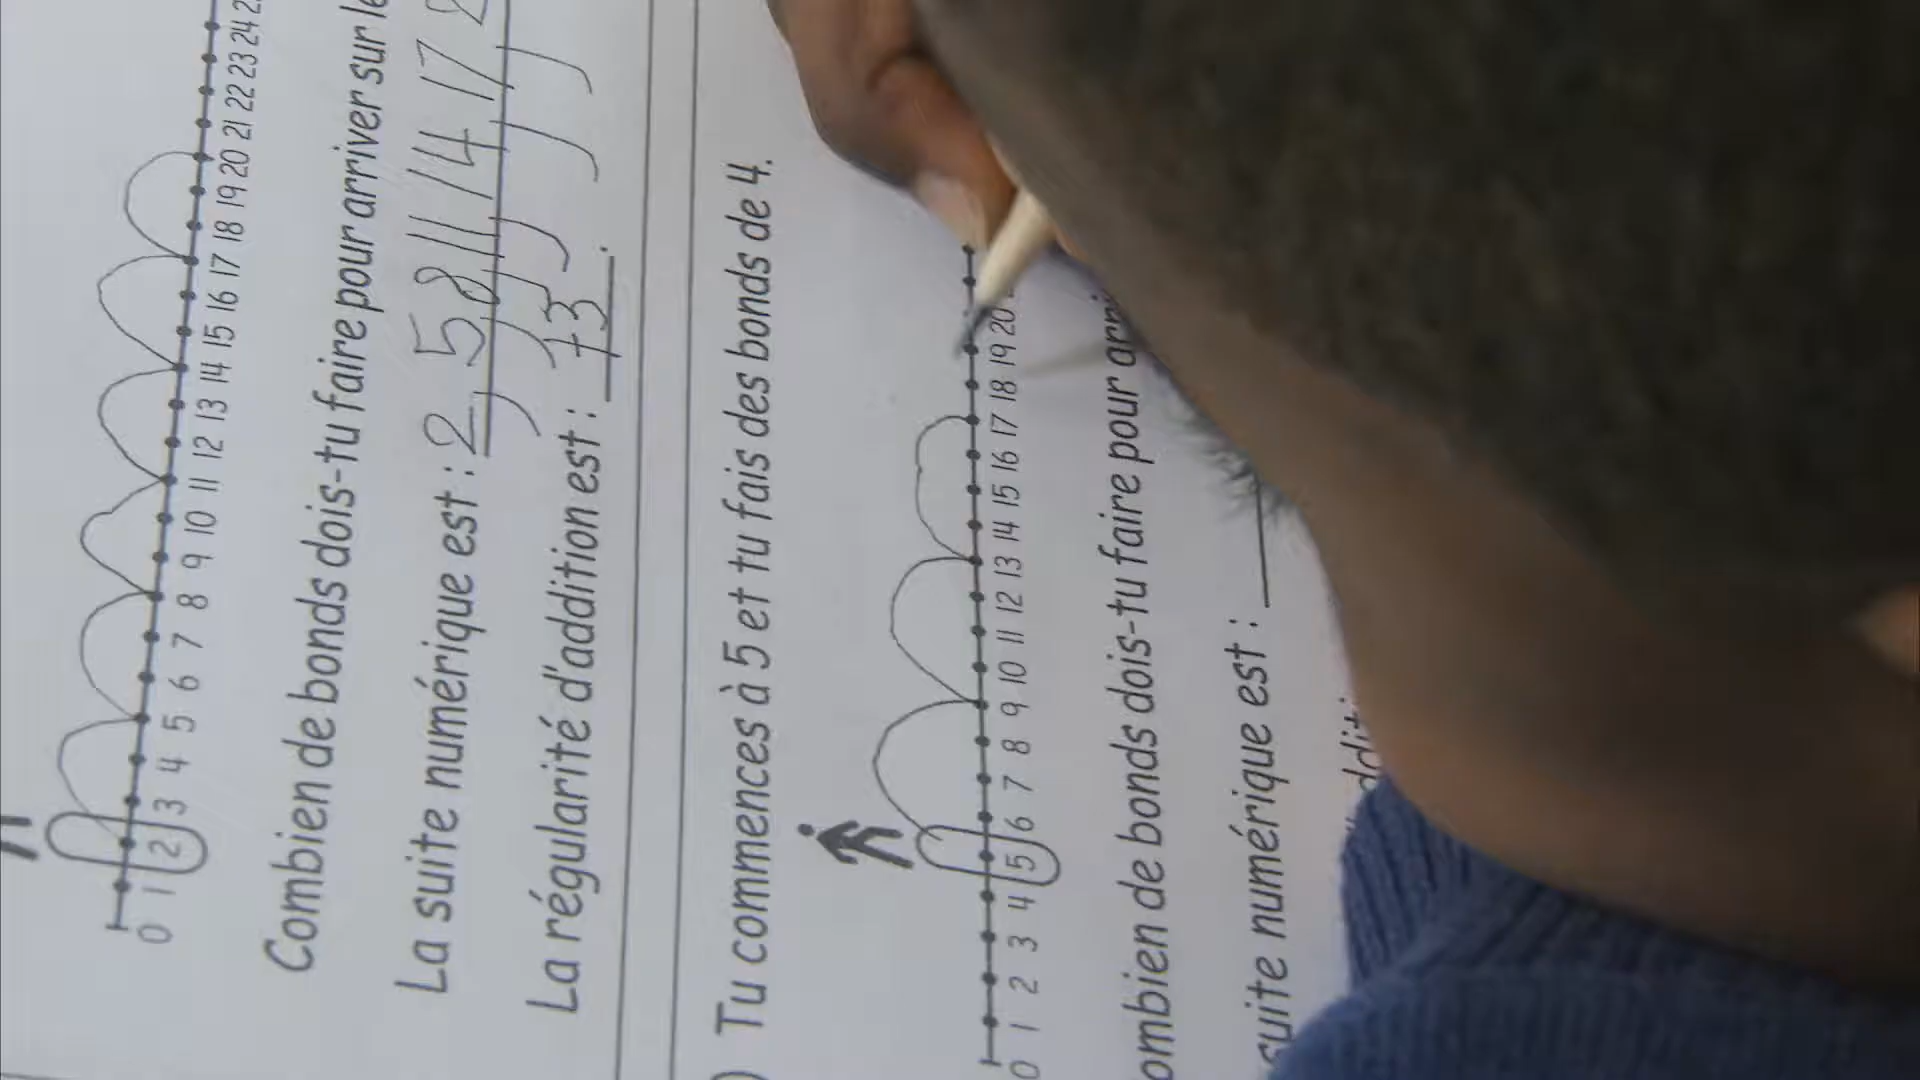 0 1 2 3 4 5 6 7 8 9 10 11 12 13 14 15 16 17 18 19 20 21 22 23 24
Combien de bonds dois-tu faire pour arriver sur
La suite numérique est : 2, 5, 8, 11, 14, 17,
La régularité d'addition est : +3.
Tu commences à 5 et tu fais des bonds de 4.
0 1 2 3 4 5 6 7 8 9 10 11 12 13 14 15 16 17 18 19 20
ombien de bonds dois-tu faire pour arri
suite numérique est :